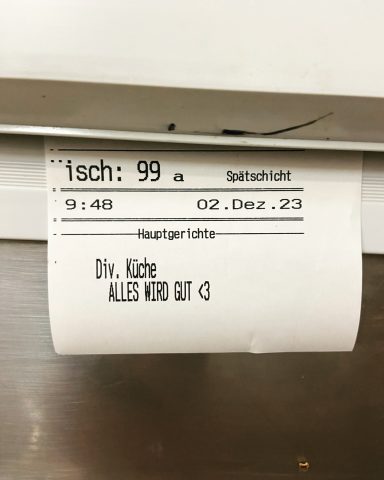 isch: 99 a Spätschicht
9:48 02.Dez.23
Hauptgerichte
Div. Küche
ALLES WIRD GUT <3